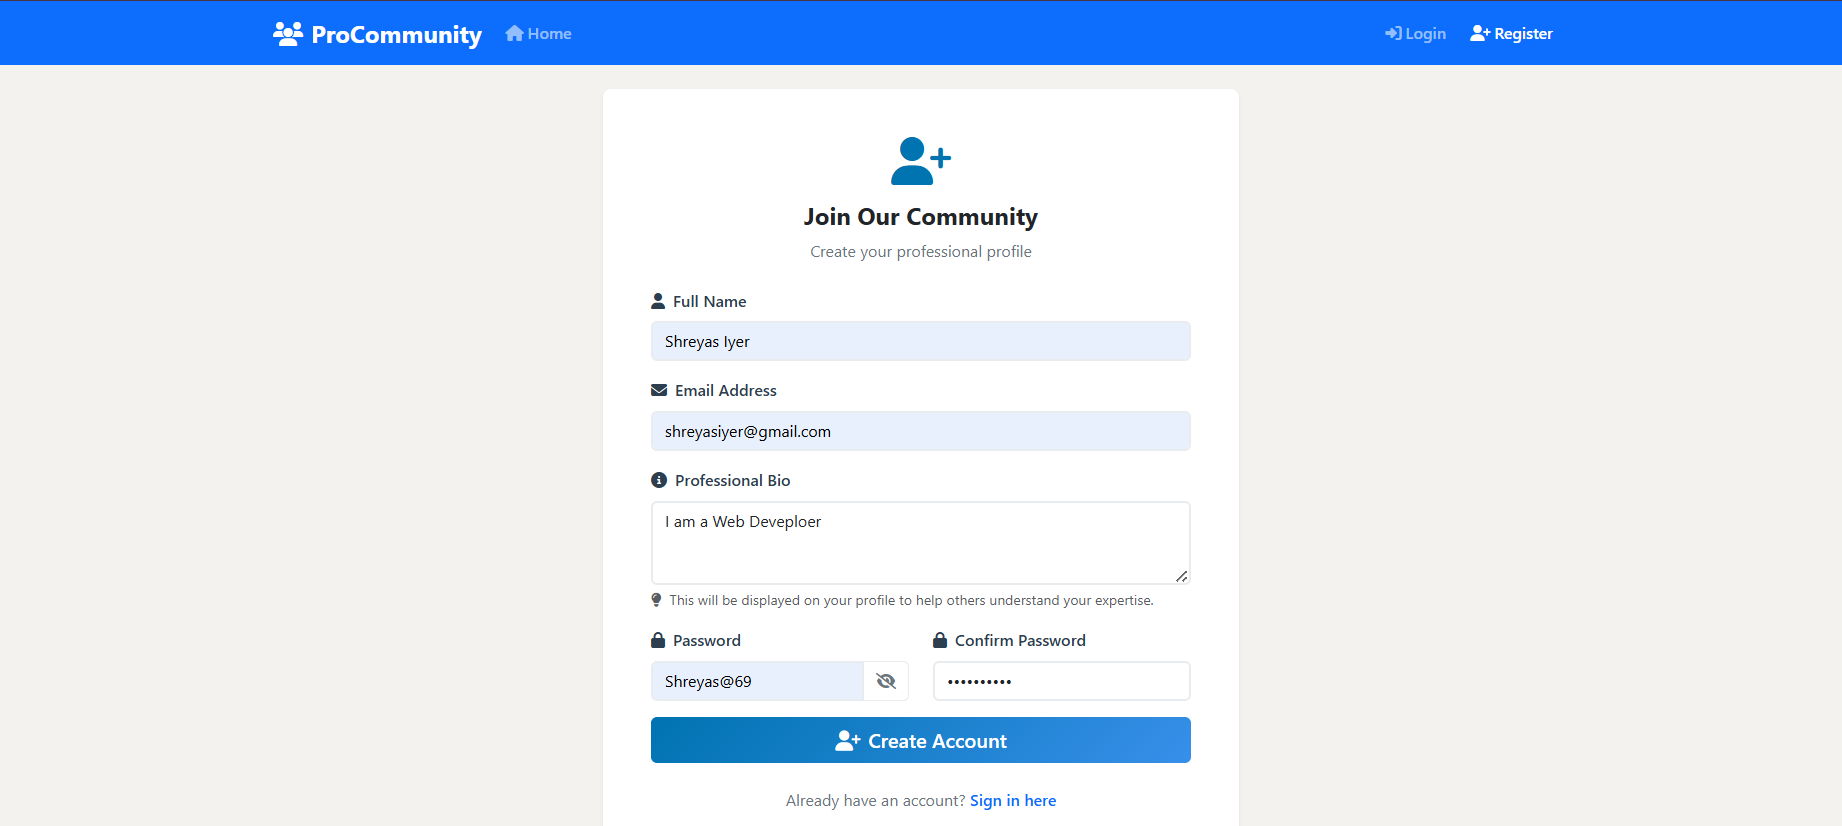 ProCommunity Home Login Register
Join Our Community
Create your professional profile
Full Name
Shreyas Iyer
Email Address
shreyasiyer@gmail.com
Professional Bio
I am a Web Deveploer
This will be displayed on your profile to help others understand your expertise.
Password Confirm Password
Shreyas@69 ••••••••••
Create Account
Already have an account? Sign in here